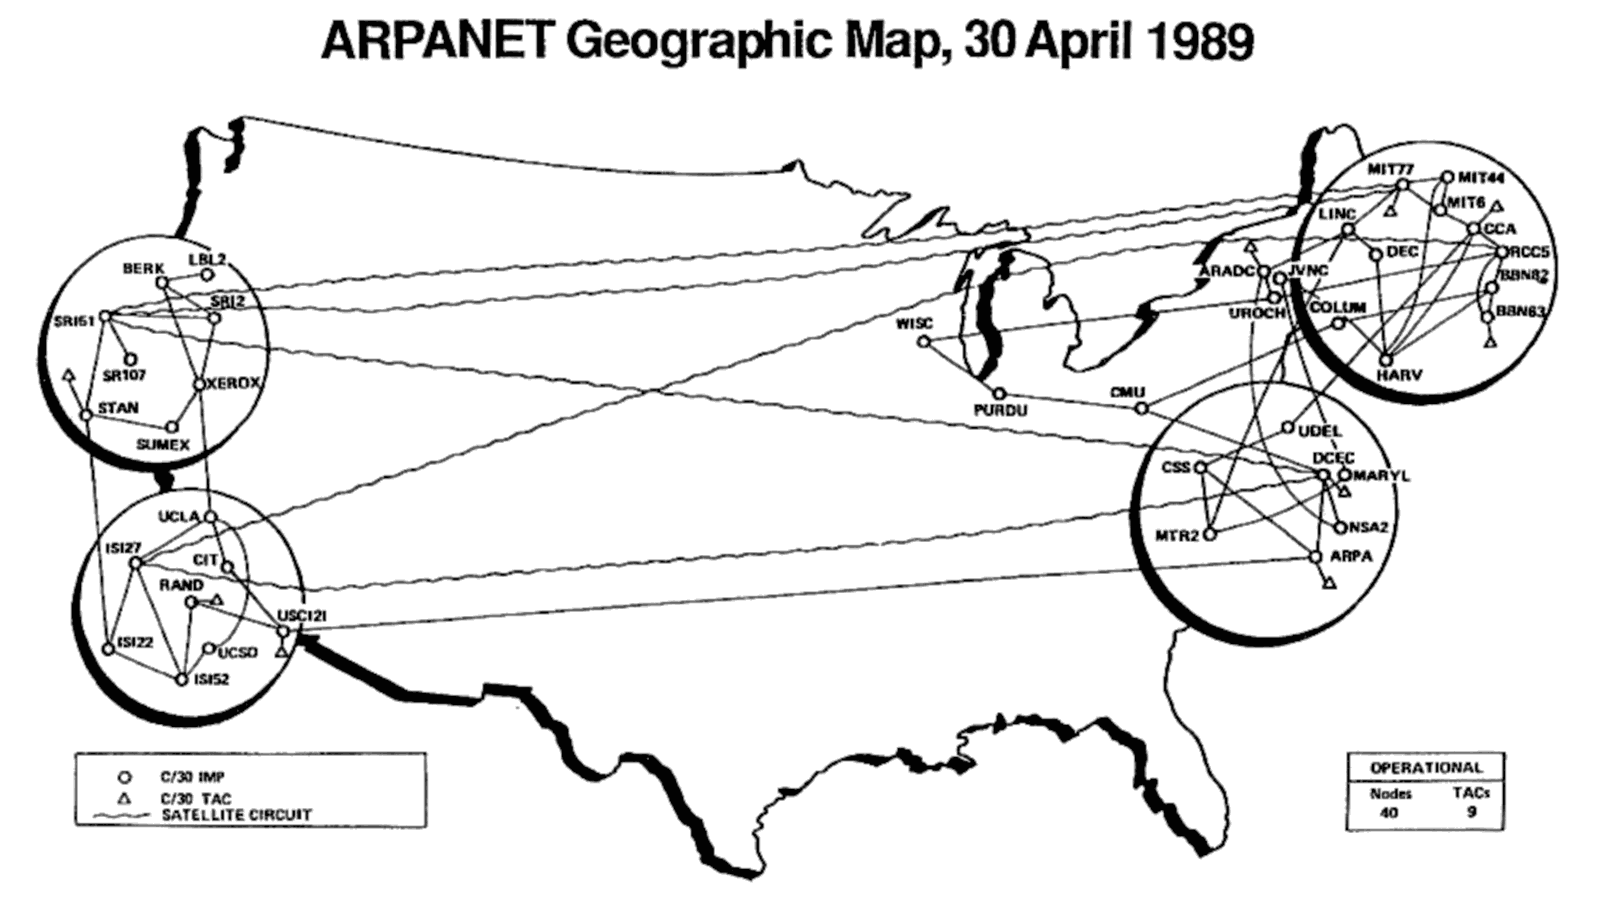 ARPANET Geographic Map, 30 April 1989
MIT77
MIT44
MIT6
LINC
CCA
DEC
RCC5
BBN82
BBN63
COLUM
HARV
ARADC
JVNC
UROCH
LBL2
BERK
SRI2
SRI51
SR107
XEROX
STAN
SUMEX
WISC
PURDU
CMU
UDEL
DCEC
CSS
MARYL
MTR2
NSA2
ARPA
UCLA
ISI27
CIT
RAND
USC121
ISI22
UCSD
ISI52
C/30 IMP
C/30 TAC
SATELLITE CIRCUIT
OPERATIONAL
Nodes TACs
40 9